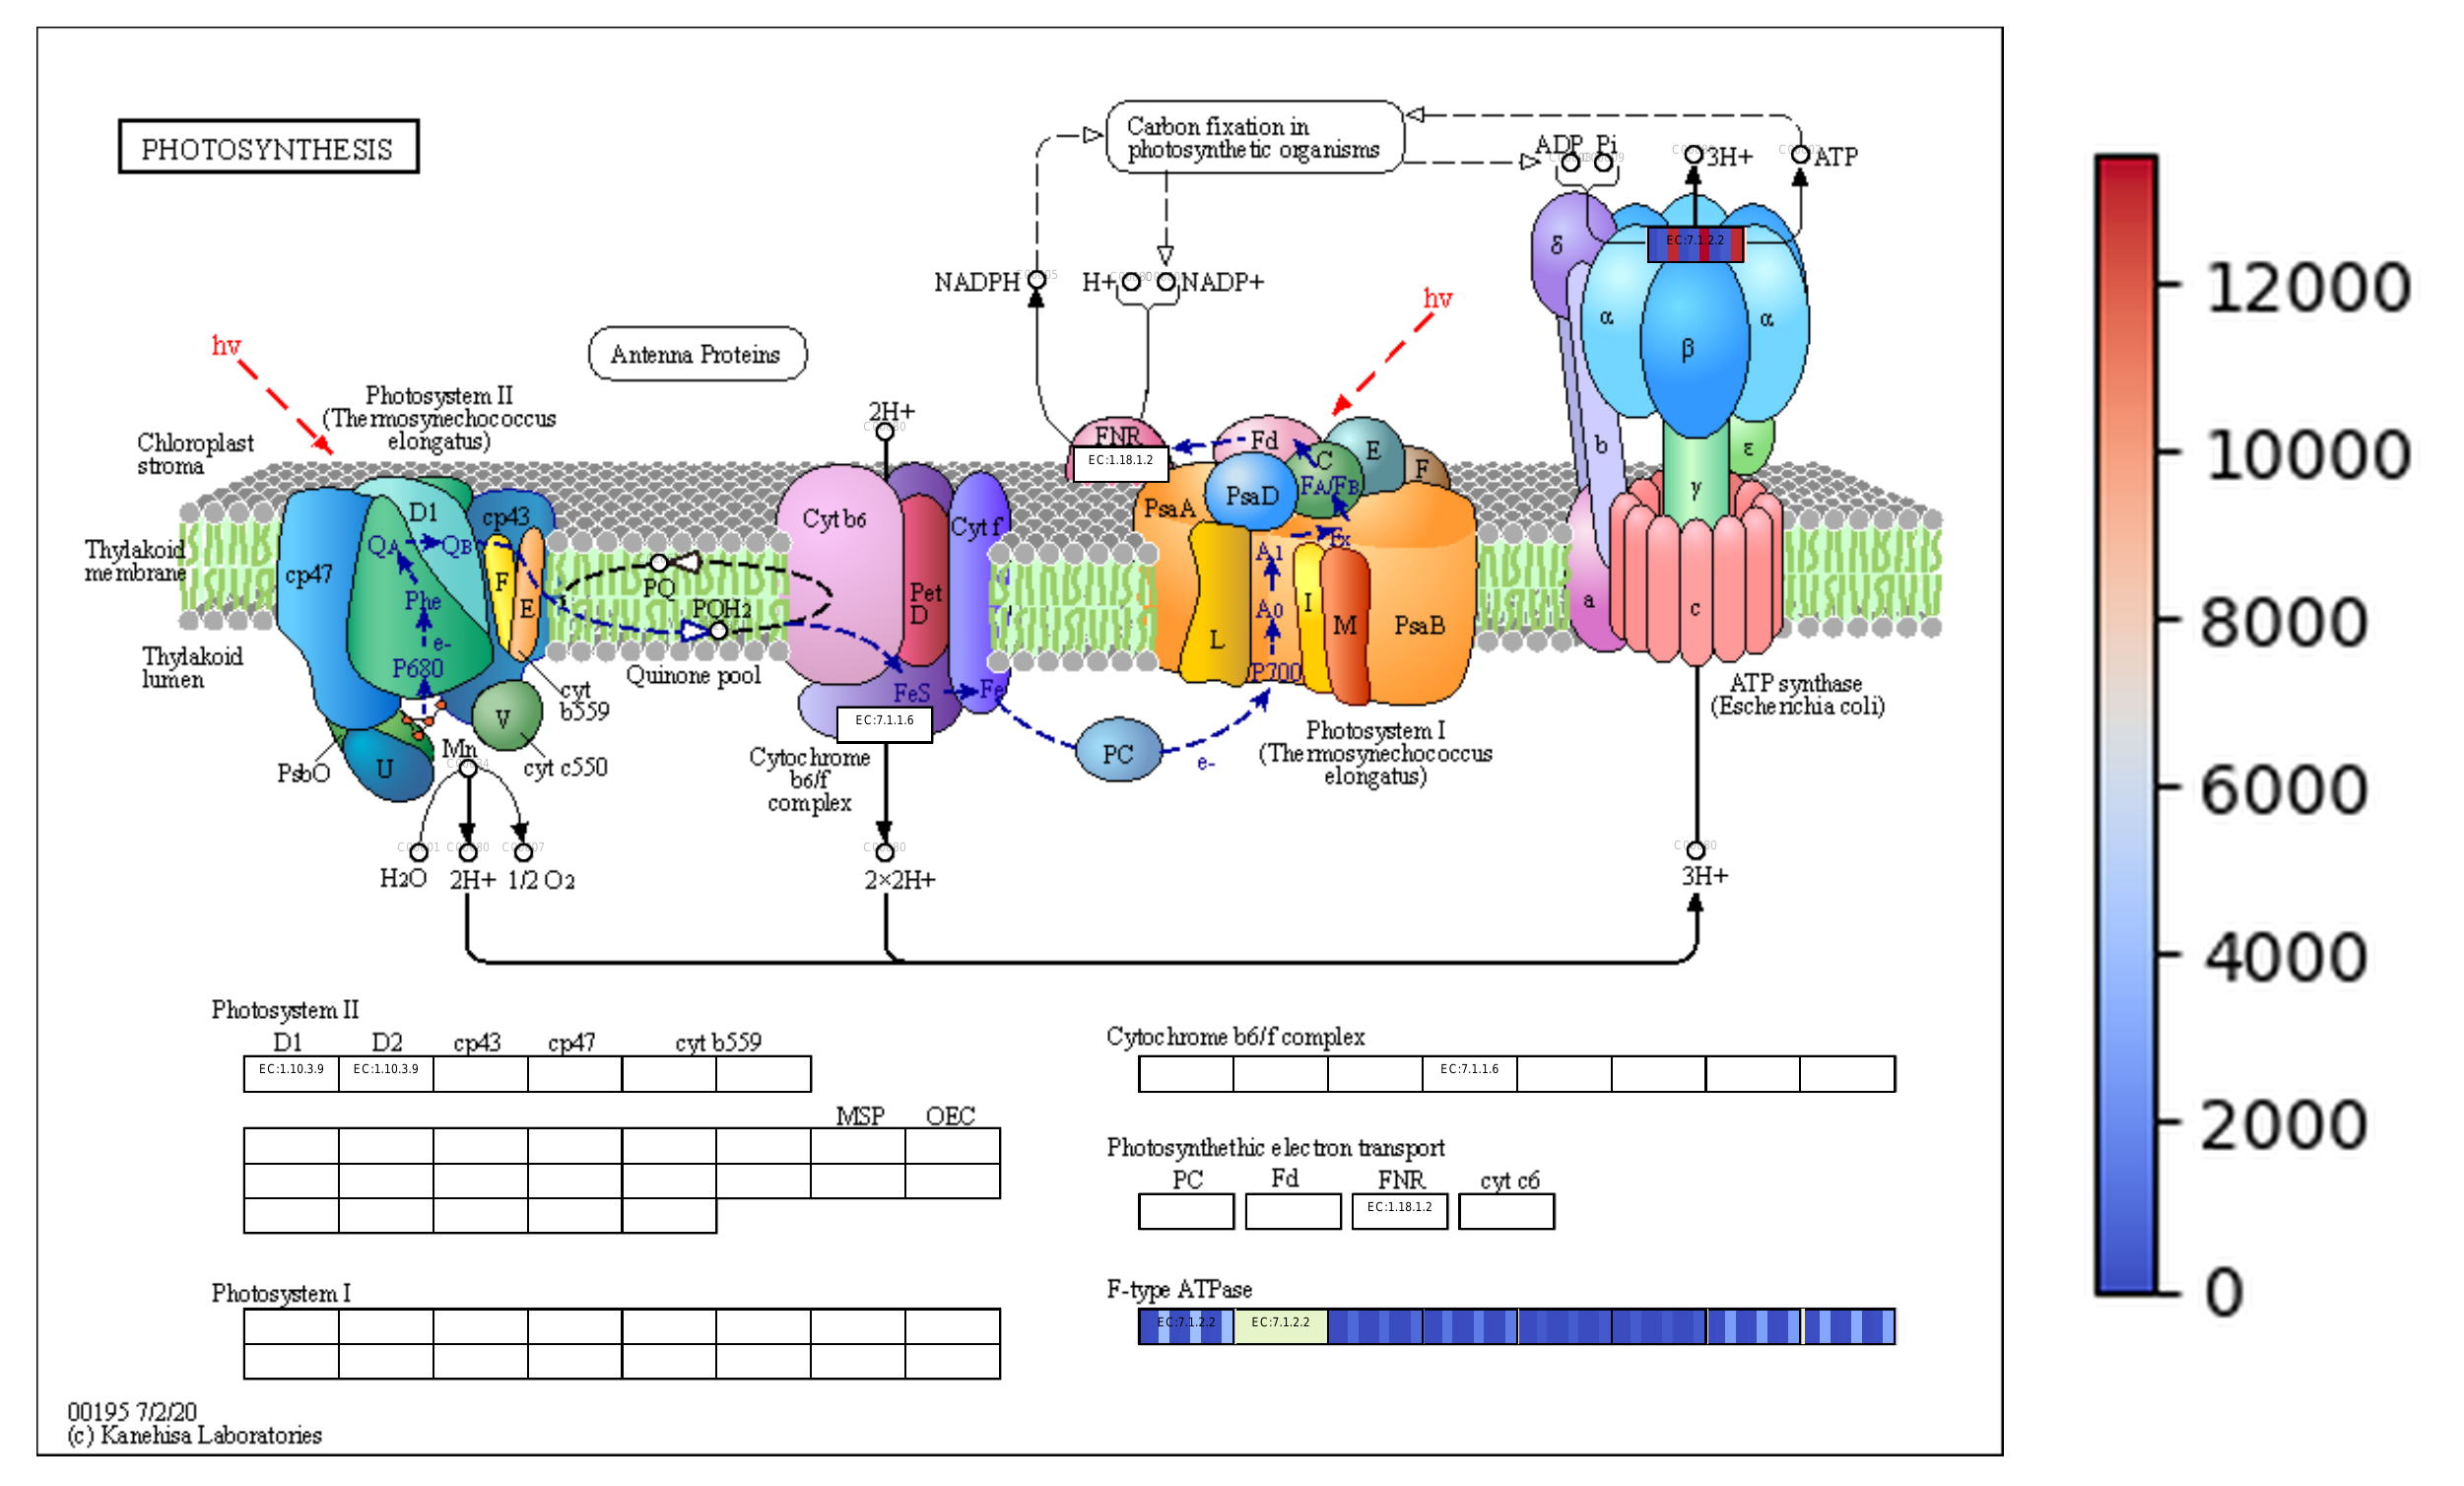 PHOTOSYNTHESIS
Carbon fixation in
photosynthetic organisms
ADP Pi
3H+
ATP
EC:7.1.2.2
NADPH
H+
NADP+
hv
hv
Antenna Proteins
Photosystem II
(Thermosynechococcus
elongatus)
Chloroplast
stroma
2H+
C00080
FNR
EC:1.18.1.2
Fd
C
E
F
FA/FB
PsaD
PsaA
δ
α
β
α
b
ε
γ
a
c
D1
cp43
cp47
QA
QB
F
E
Phe
e-
P680
Thylakoid
membrane
Thylakoid
lumen
PQ
PQH2
Quinone pool
Cyt b6
Pet
D
Cyt f
FeS
Fe
EC:7.1.1.6
A1
Fx
A0
P700
L
I
M
PsaB
cyt
b559
V
cyt c550
Mn
PsbO
U
Cytochrome
b6/f
complex
PC
e-
Photosystem I
(Thermosynechococcus
elongatus)
ATP synthase
(Escherichia coli)
C00001 C00080 C00007
C00080
C00080
H2O 2H+ 1/2 O2
2×2H+
3H+
Photosystem II
D1 D2 cp43 cp47 cyt b559
EC:1.10.3.9 EC:1.10.3.9
MSP OEC
Photosystem I
Cytochrome b6/f complex
EC:7.1.1.6
Photosynthethic electron transport
PC Fd FNR cyt c6
EC:1.18.1.2
F-type ATPase
EC:7.1.2.2 EC:7.1.2.2
00195 7/2/20
(c) Kanehisa Laboratories
12000
10000
8000
6000
4000
2000
0